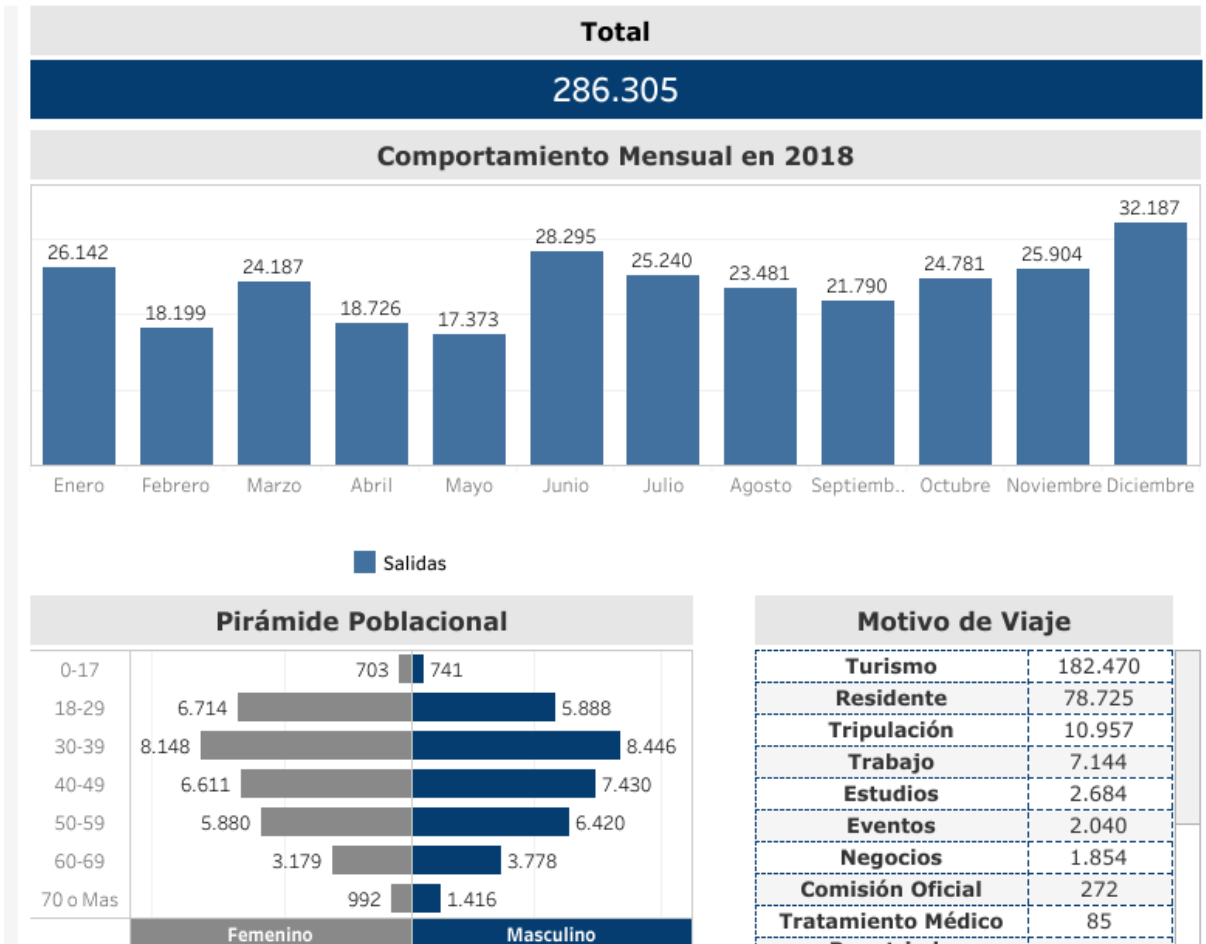 Total
286.305
Comportamiento Mensual en 2018
26.142 18.199 24.187 18.726 17.373 28.295 25.240 23.481 21.790 24.781 25.904 32.187
Enero Febrero Marzo Abril Mayo Junio Julio Agosto Septiemb.. Octubre Noviembre Diciembre
Salidas
Pirámide Poblacional
0-17 703 741
18-29 6.714 5.888
30-39 8.148 8.446
40-49 6.611 7.430
50-59 5.880 6.420
60-69 3.179 3.778
70 o Mas 992 1.416
Femenino Masculino
Motivo de Viaje
Turismo 182.470
Residente 78.725
Tripulación 10.957
Trabajo 7.144
Estudios 2.684
Eventos 2.040
Negocios 1.854
Comisión Oficial 272
Tratamiento Médico 85